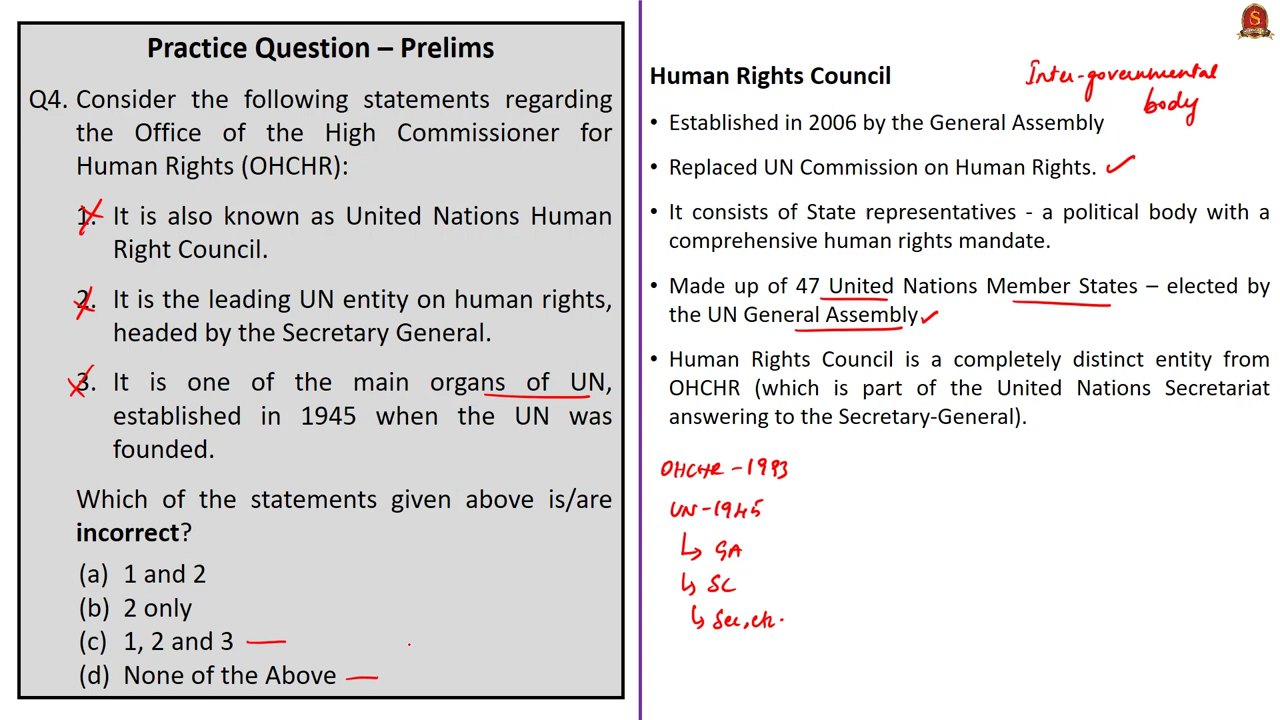 Practice Question – Prelims
Q4. Consider the following statements regarding
the Office of the High Commissioner for
Human Rights (OHCHR):
1. It is also known as United Nations Human
Right Council.
2. It is the leading UN entity on human rights,
headed by the Secretary General.
3. It is one of the main organs of UN,
established in 1945 when the UN was
founded.
Which of the statements given above is/are
incorrect?
(a) 1 and 2
(b) 2 only
(c) 1, 2 and 3
(d) None of the Above
Human Rights Council
Inter-governmental
body
• Established in 2006 by the General Assembly
• Replaced UN Commission on Human Rights.
• It consists of State representatives - a political body with a
comprehensive human rights mandate.
• Made up of 47 United Nations Member States – elected by
the UN General Assembly
• Human Rights Council is a completely distinct entity from
OHCHR (which is part of the United Nations Secretariat
answering to the Secretary-General).
OHCHR - 1993
UN - 1945
↳ GA
↳ SC